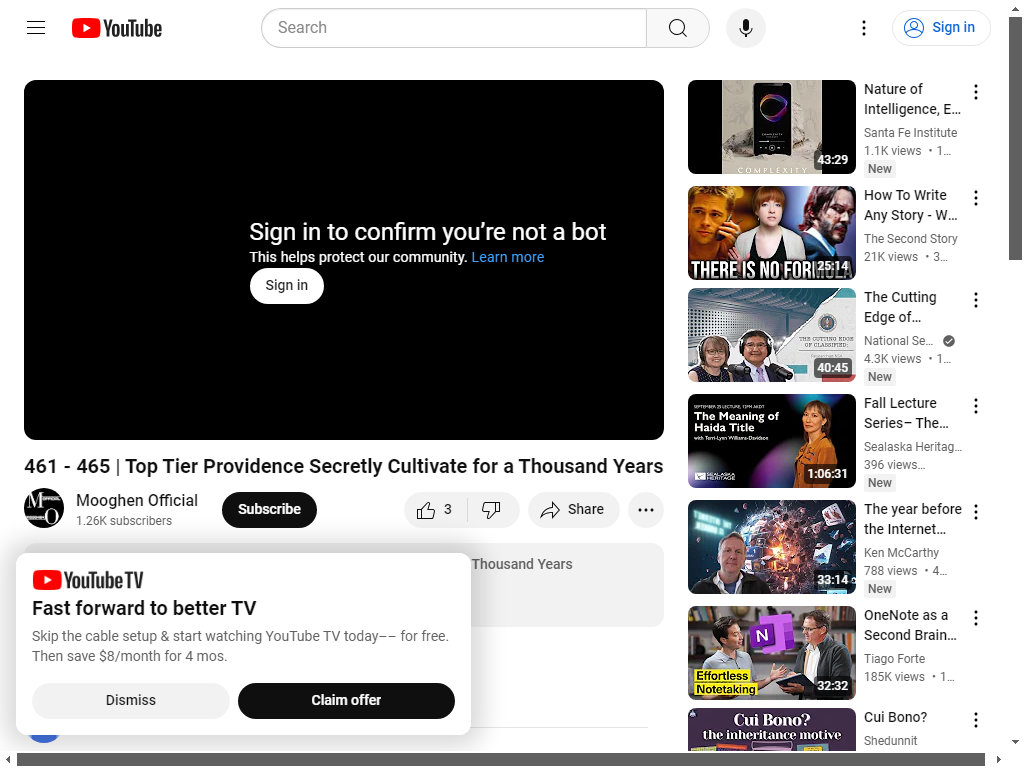 YouTube
Search
Sign in
Sign in to confirm you're not a bot
This helps protect our community. Learn more
Sign in
461 - 465 | Top Tier Providence Secretly Cultivate for a Thousand Years
Mooghen Official
1.26K subscribers
Subscribe
3
Share
Thousand Years
YouTube TV
Fast forward to better TV
Skip the cable setup & start watching YouTube TV today–– for free.
Then save $8/month for 4 mos.
Dismiss
Claim offer
COMPLEXITY
43:29
Nature of
Intelligence, E...
Santa Fe Institute
1.1K views • 1...
New
THERE IS NO FORMULA
25:14
How To Write
Any Story - W...
The Second Story
21K views • 3...
THE CUTTING EDGE
OF CLASSIFIED:
40:45
The Cutting
Edge of...
National Se...
4.3K views • 1...
New
SEPTEMBER 25 LECTURE, 12PM AKDT
The Meaning of
Haida Title
with Terri-Lynn Williams-Davidson
SEALASKA
HERITAGE
1:06:31
Fall Lecture
Series– The...
Sealaska Heritag...
396 views...
New
33:14
The year before
the Internet...
Ken McCarthy
788 views • 4...
New
N
Effortless
Notetaking
32:32
OneNote as a
Second Brain...
Tiago Forte
185K views • 1...
Cui Bono?
the inheritance motive
Cui Bono?
Shedunnit